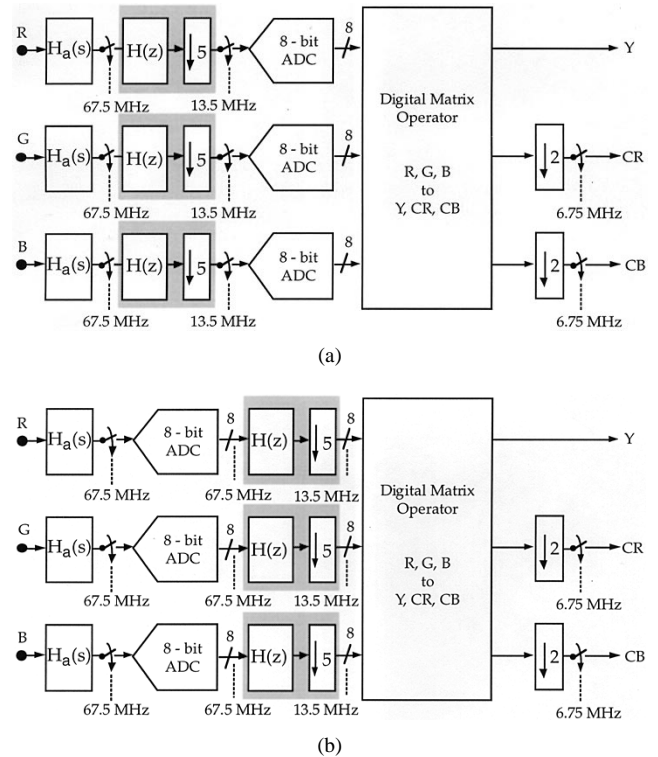 R
Ha(s)
67.5 MHz
H(z)
5
13.5 MHz
8 - bit
ADC
8
G
Ha(s)
67.5 MHz
H(z)
5
13.5 MHz
8 - bit
ADC
8
B
Ha(s)
67.5 MHz
H(z)
5
13.5 MHz
8 - bit
ADC
8
Digital Matrix
Operator
R, G, B
to
Y, CR, CB
Y
2
CR
6.75 MHz
2
CB
6.75 MHz
(a)
R
Ha(s)
67.5 MHz
8 - bit
ADC
8
67.5 MHz
H(z)
5
13.5 MHz
8
G
Ha(s)
67.5 MHz
8 - bit
ADC
8
67.5 MHz
H(z)
5
13.5 MHz
8
B
Ha(s)
67.5 MHz
8 - bit
ADC
8
67.5 MHz
H(z)
5
13.5 MHz
8
Digital Matrix
Operator
R, G, B
to
Y, CR, CB
Y
2
CR
6.75 MHz
2
CB
6.75 MHz
(b)